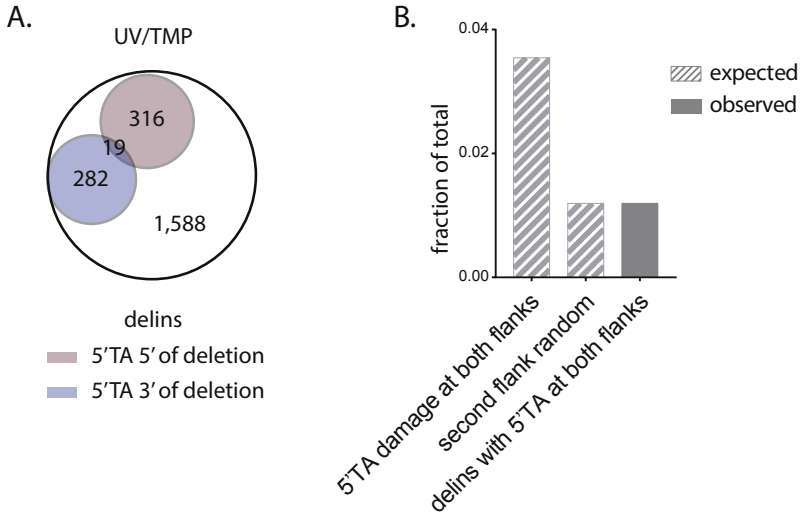 A.
UV/TMP
316
19
282
1,588
delins
5'TA 5' of deletion
5'TA 3' of deletion
B.
0.04
0.02
0.00
fraction of total
expected
observed
5'TA damage at both flanks
second flank random
delins with 5'TA at both flanks